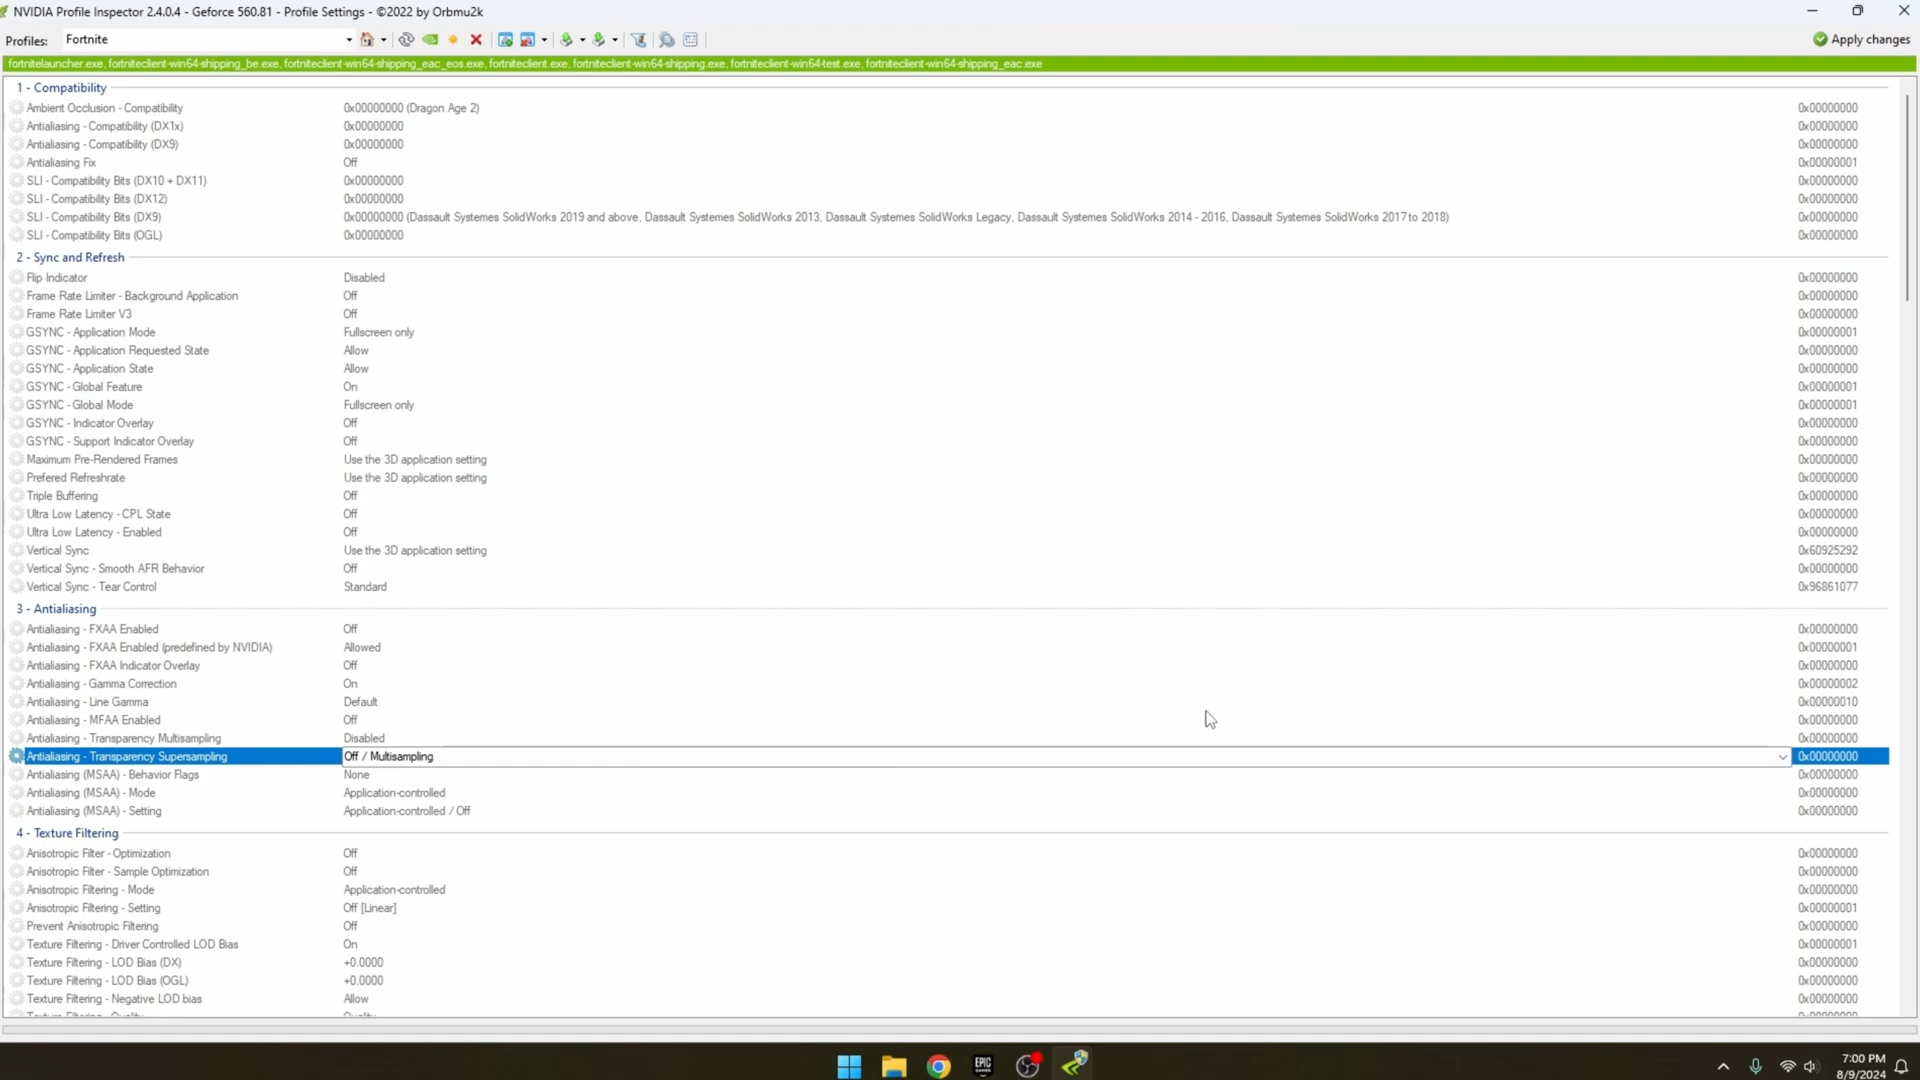 NVIDIA Profile Inspector 2.4.0.4 - Geforce 560.81 - Profile Settings - ©2022 by Orbmu2k
Profiles: Fortnite Apply changes
fortnitelauncher.exe, fortniteclient-win64-shipping_be.exe, fortniteclient-win64-shipping_eac_eos.exe, fortniteclient.exe, fortniteclient-win64-shipping.exe, fortniteclient-win64-test.exe, fortniteclient-win64-shipping_eac.exe
1 - Compatibility
Ambient Occlusion - Compatibility 0x00000000 (Dragon Age 2) 0x00000000
Antialiasing - Compatibility (DX1x) 0x00000000 0x00000000
Antialiasing - Compatibility (DX9) 0x00000000 0x00000000
Antialiasing Fix Off 0x00000001
SLI - Compatibility Bits (DX10 + DX11) 0x00000000 0x00000000
SLI - Compatibility Bits (DX12) 0x00000000 0x00000000
SLI - Compatibility Bits (DX9) 0x00000000 (Dassault Systemes SolidWorks 2019 and above, Dassault Systemes SolidWorks 2013, Dassault Systemes SolidWorks Legacy, Dassault Systemes SolidWorks 2014 - 2016, Dassault Systemes SolidWorks 2017 to 2018) 0x00000000
SLI - Compatibility Bits (OGL) 0x00000000 0x00000000
2 - Sync and Refresh
Flip Indicator Disabled 0x00000000
Frame Rate Limiter - Background Application Off 0x00000000
Frame Rate Limiter V3 Off 0x00000000
GSYNC - Application Mode Fullscreen only 0x00000001
GSYNC - Application Requested State Allow 0x00000000
GSYNC - Application State Allow 0x00000000
GSYNC - Global Feature On 0x00000001
GSYNC - Global Mode Fullscreen only 0x00000001
GSYNC - Indicator Overlay Off 0x00000000
GSYNC - Support Indicator Overlay Off 0x00000000
Maximum Pre-Rendered Frames Use the 3D application setting 0x00000000
Prefered Refreshrate Use the 3D application setting 0x00000000
Triple Buffering Off 0x00000000
Ultra Low Latency - CPL State Off 0x00000000
Ultra Low Latency - Enabled Off 0x00000000
Vertical Sync Use the 3D application setting 0x60925292
Vertical Sync - Smooth AFR Behavior Off 0x00000000
Vertical Sync - Tear Control Standard 0x96861077
3 - Antialiasing
Antialiasing - FXAA Enabled Off 0x00000000
Antialiasing - FXAA Enabled (predefined by NVIDIA) Allowed 0x00000001
Antialiasing - FXAA Indicator Overlay Off 0x00000000
Antialiasing - Gamma Correction On 0x00000002
Antialiasing - Line Gamma Default 0x00000010
Antialiasing - MFAA Enabled Off 0x00000000
Antialiasing - Transparency Multisampling Disabled 0x00000000
Antialiasing - Transparency Supersampling Off / Multisampling 0x00000000
Antialiasing (MSAA) - Behavior Flags None 0x00000000
Antialiasing (MSAA) - Mode Application-controlled 0x00000000
Antialiasing (MSAA) - Setting Application-controlled / Off 0x00000000
4 - Texture Filtering
Anisotropic Filter - Optimization Off 0x00000000
Anisotropic Filter - Sample Optimization Off 0x00000000
Anisotropic Filtering - Mode Application-controlled 0x00000000
Anisotropic Filtering - Setting Off [Linear] 0x00000001
Prevent Anisotropic Filtering Off 0x00000000
Texture Filtering - Driver Controlled LOD Bias On 0x00000001
Texture Filtering - LOD Bias (DX) +0.0000 0x00000000
Texture Filtering - LOD Bias (OGL) +0.0000 0x00000000
Texture Filtering - Negative LOD bias Allow 0x00000000
Texture Filtering - Quality Quality 0x00000000
EPIC GAMES
7:00 PM
8/9/2024